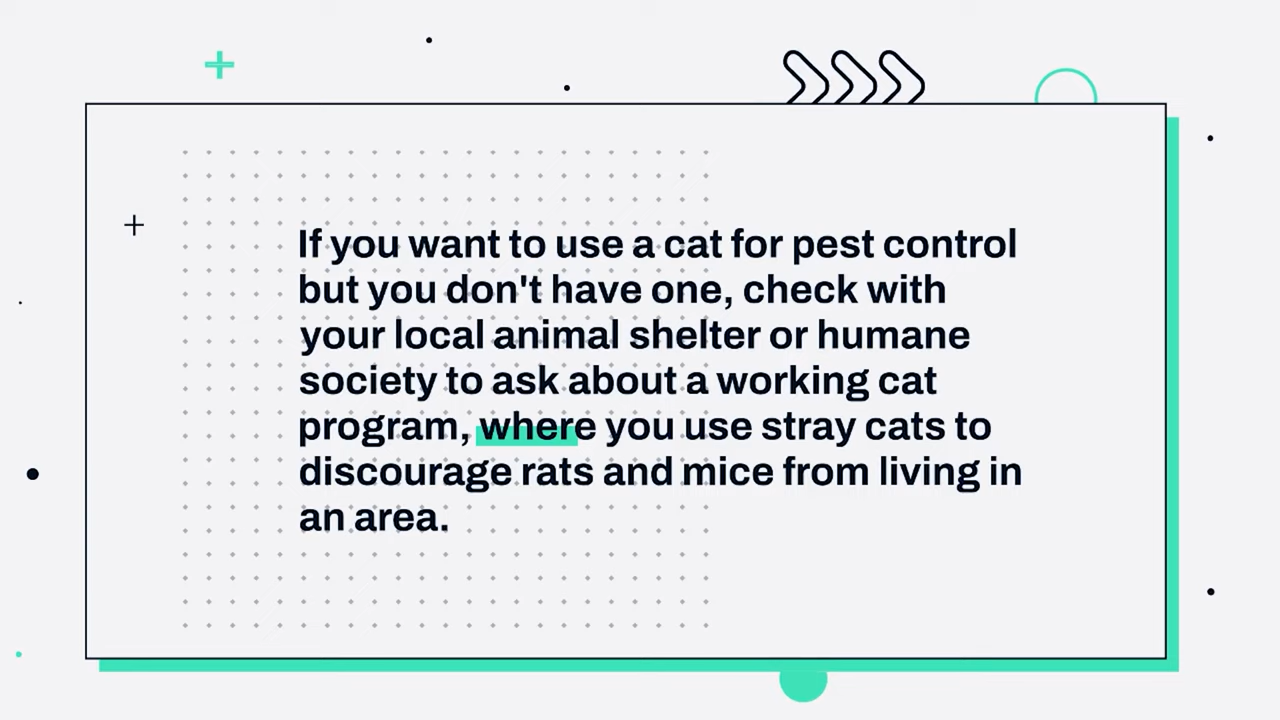 If you want to use a cat for pest control
but you don't have one, check with
your local animal shelter or humane
society to ask about a working cat
program, where you use stray cats to
discourage rats and mice from living in
an area.